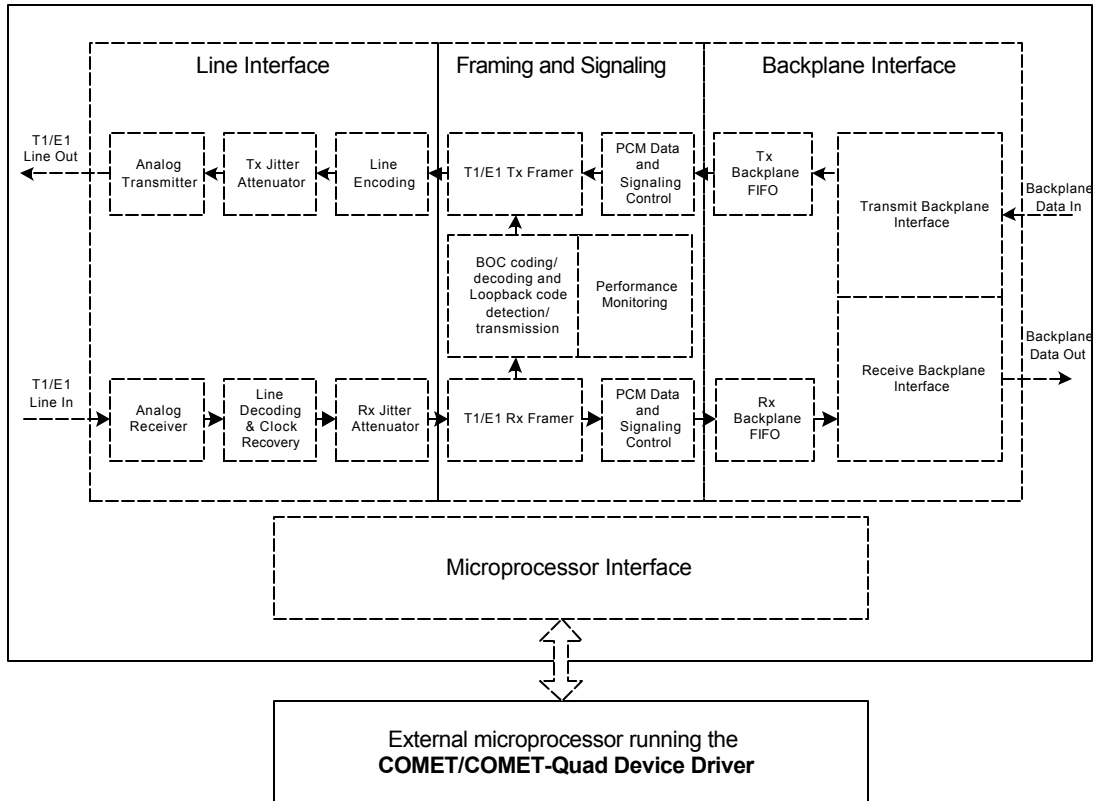 Line Interface
Framing and Signaling
Backplane Interface
T1/E1
Line Out
Analog
Transmitter
Tx Jitter
Attenuator
Line
Encoding
T1/E1 Tx Framer
PCM Data
and
Signaling
Control
Tx
Backplane
FIFO
Transmit Backplane
Interface
Backplane
Data In
BOC coding/
decoding and
Loopback code
detection/
transmission
Performance
Monitoring
T1/E1
Line In
Analog
Receiver
Line
Decoding
& Clock
Recovery
Rx Jitter
Attenuator
T1/E1 Rx Framer
PCM Data
and
Signaling
Control
Rx
Backplane
FIFO
Receive Backplane
Interface
Backplane
Data Out
Microprocessor Interface
External microprocessor running the
COMET/COMET-Quad Device Driver